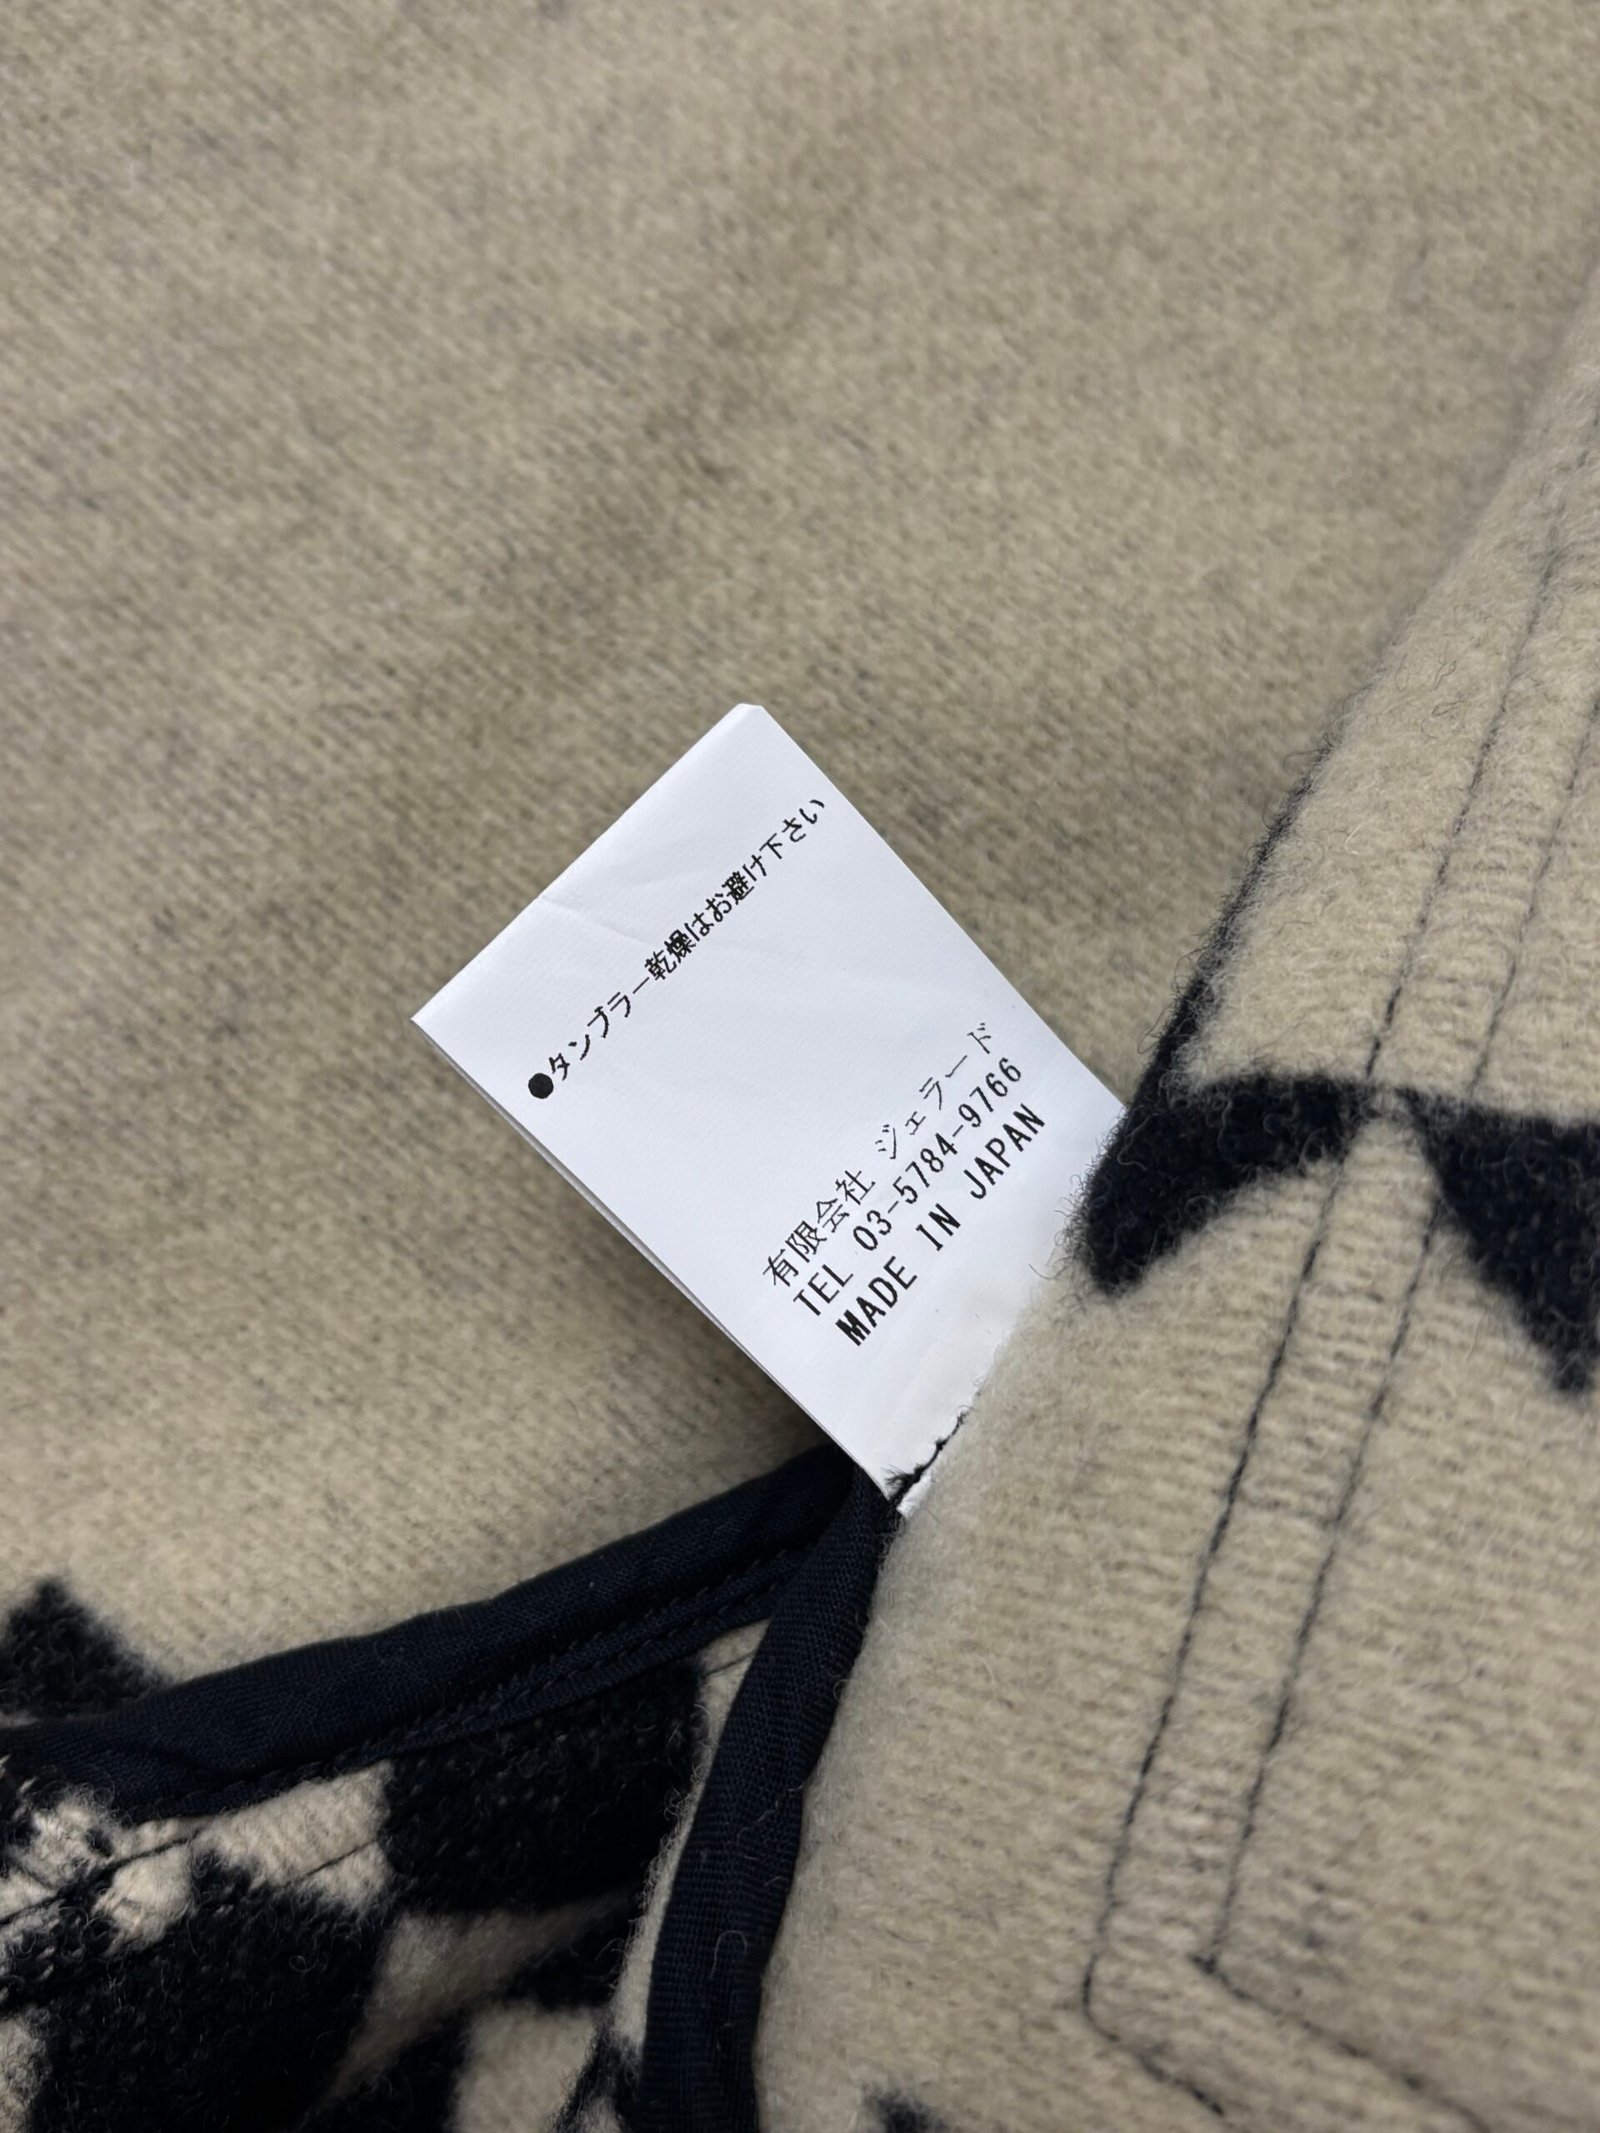 ●タンブラー乾燥はお避け下さい
有限会社 ジェラード
TEL 03-5784-9766
MADE IN JAPAN